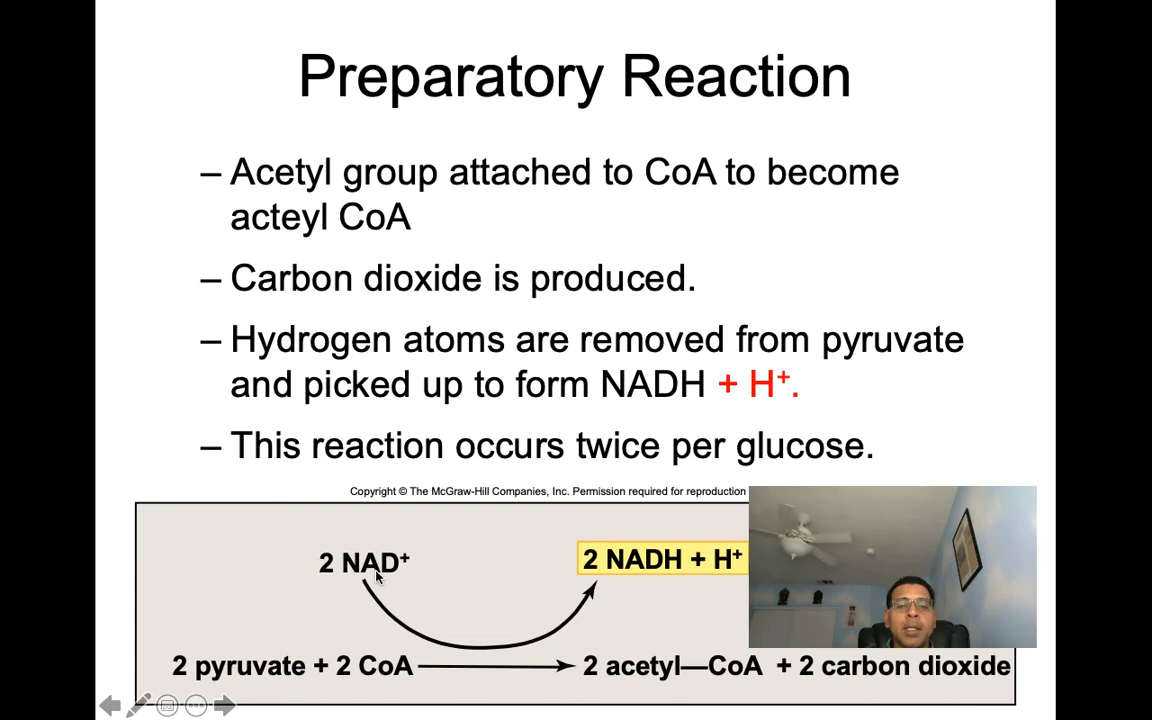 Preparatory Reaction
– Acetyl group attached to CoA to become
acteyl CoA
– Carbon dioxide is produced.
– Hydrogen atoms are removed from pyruvate
and picked up to form NADH + H⁺.
– This reaction occurs twice per glucose.
Copyright © The McGraw-Hill Companies, Inc. Permission required for reproduction
2 NAD⁺
2 NADH + H⁺
2 pyruvate + 2 CoA
2 acetyl—CoA + 2 carbon dioxide